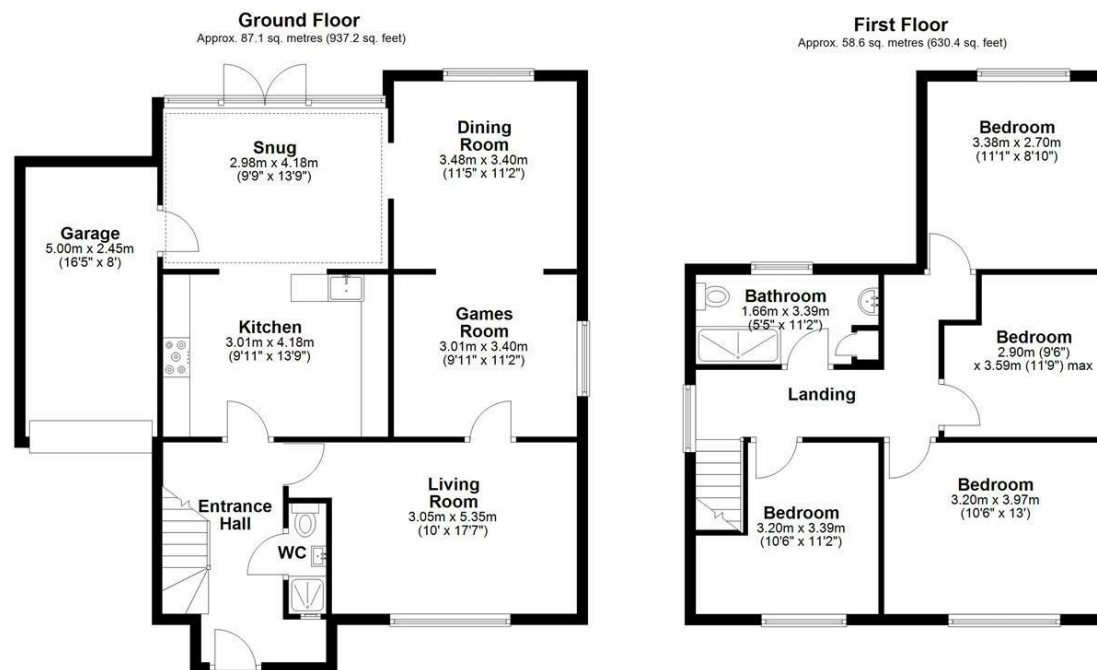 Ground Floor
Approx. 87.1 sq. metres (937.2 sq. feet)
Snug
2.98m x 4.18m
(9'9" x 13'9")
Dining
Room
3.48m x 3.40m
(11'5" x 11'2")
Garage
5.00m x 2.45m
(16'5" x 8')
Kitchen
3.01m x 4.18m
(9'11" x 13'9")
Games
Room
3.01m x 3.40m
(9'11" x 11'2")
Entrance
Hall
WC
Living
Room
3.05m x 5.35m
(10' x 17'7")
First Floor
Approx. 58.6 sq. metres (630.4 sq. feet)
Bedroom
3.38m x 2.70m
(11'1" x 8'10")
Bathroom
1.66m x 3.39m
(5'5" x 11'2")
Bedroom
2.90m (9'6")
x 3.59m (11'9") max
Landing
Bedroom
3.20m x 3.39m
(10'6" x 11'2")
Bedroom
3.20m x 3.97m
(10'6" x 13')